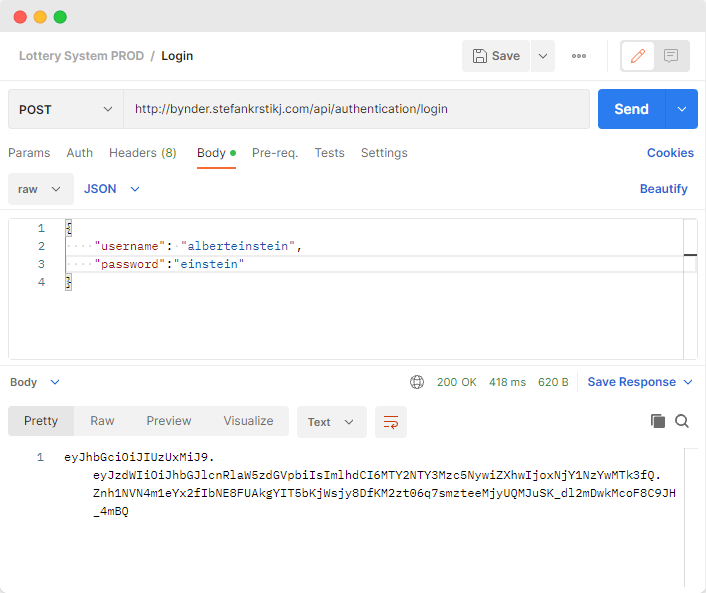 Lottery System PROD / Login
Save
POST
http://bynder.stefankrstikj.com/api/authentication/login
Send
Params Auth Headers (8) Body Pre-req. Tests Settings Cookies
raw JSON Beautify
1 {
2 ····"username":·"alberteinstein",
3 ····"password":"einstein"
4 }
Body 200 OK 418 ms 620 B Save Response
Pretty Raw Preview Visualize Text
1 eyJhbGciOiJIUzUxMiJ9.
eyJzdWIiOiJhbGJlcnRlaW5zdGVpbiIsImlhdCI6MTY2NTY3Mzc5NywiZXhwIjoxNjY1NzYwMTk3fQ.
Znh1NVN4m1eYx2fIbNE8FUAkgYIT5bKjWsjy8DfKM2zt06q7smzteeMjyUQMJuSK_dl2mDwkMcoF8C9JH
_4mBQ